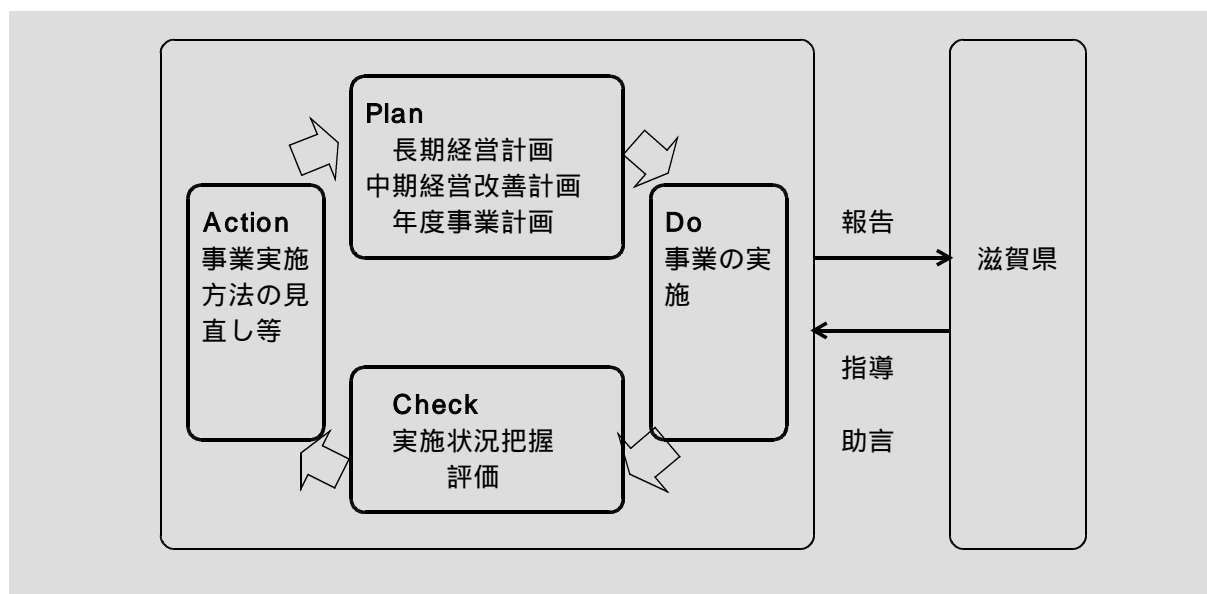 Plan
長期経営計画
中期経営改善計画
年度事業計画
Action
事業実施
方法の見
直し等
Do
事業の実
施
Check
実施状況把握
評価
報告
指導
助言
滋賀県